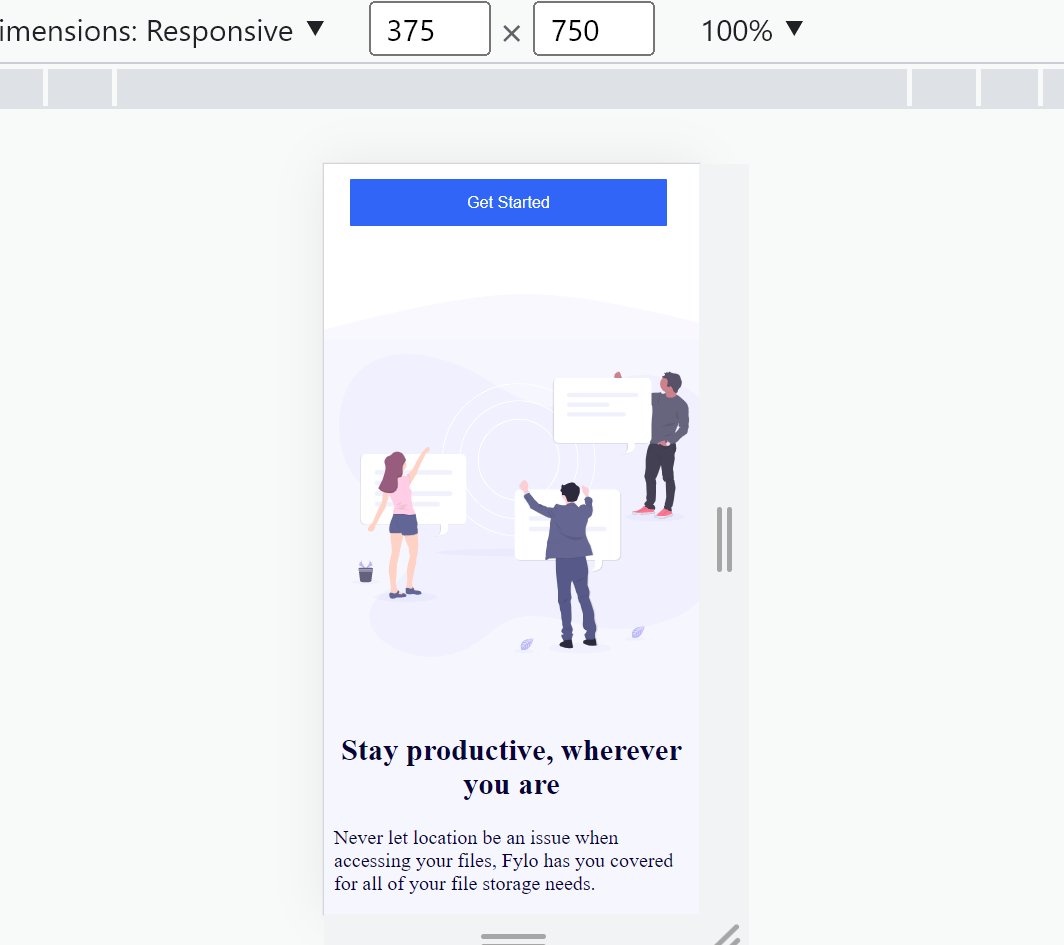 imensions: Responsive ▼ 375 × 750 100% ▼
Get Started
Stay productive, wherever
you are
Never let location be an issue when
accessing your files, Fylo has you covered
for all of your file storage needs.